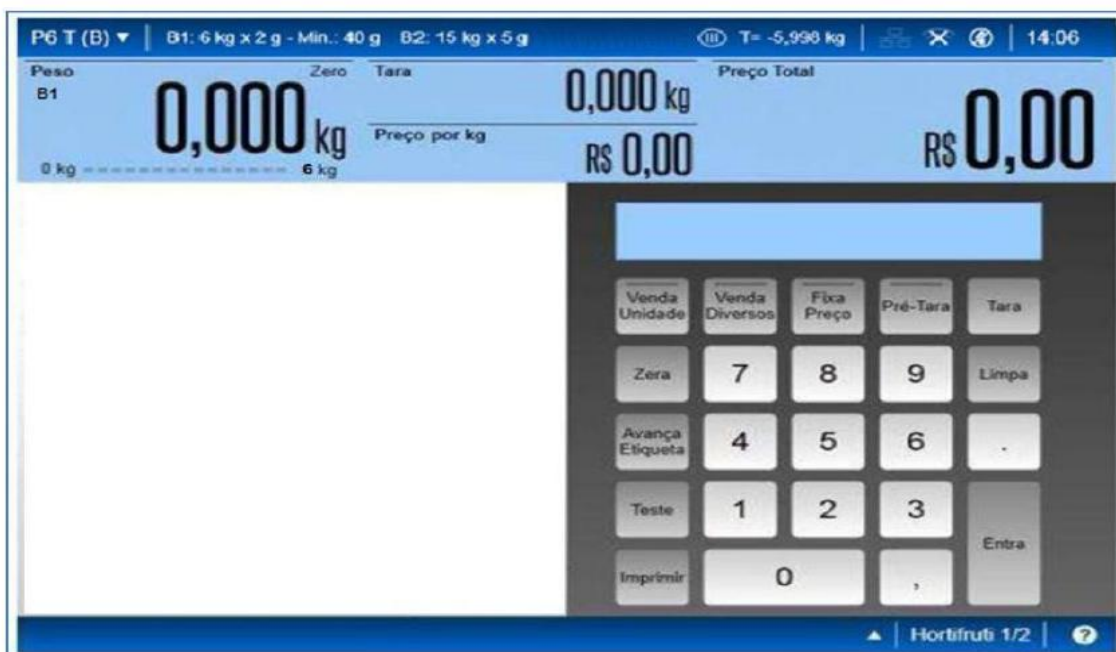 P6 T (B) ▼ | B1: 6 kg x 2 g - Min.: 40 g B2: 15 kg x 5 g (III) T= -5,998 kg | 14:06
Peso Zero Tara Preço Total
B1
0,000 kg 0,000 kg R$ 0,00
Preço por kg
R$ 0,00
0 kg 6 kg
Venda Unidade
Venda Diversos
Fixa Preço
Pré-Tara
Tara
Zera 7 8 9 Limpa
Avança Etiqueta
4 5 6 .
Teste 1 2 3
Entra
Imprimir 0 ,
▲ | Hortifruti 1/2 | ?